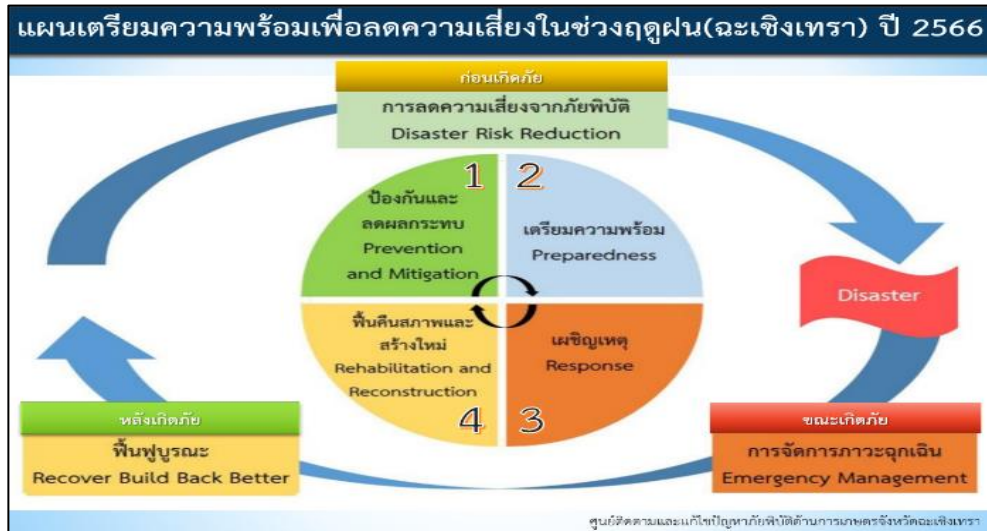 แผนเตรียมความพร้อมเพื่อลดความเสี่ยงในช่วงฤดูฝน(ฉะเชิงเทรา) ปี 2566
ก่อนเกิดภัย
การลดความเสี่ยงจากภัยพิบัติ
Disaster Risk Reduction
1
ป้องกันและ
ลดผลกระทบ
Prevention
and Mitigation
2
เตรียมความพร้อม
Preparedness
Disaster
เผชิญเหตุ
Response
3
ฟื้นคืนสภาพและ
สร้างใหม่
Rehabilitation and
Reconstruction
4
ขณะเกิดภัย
การจัดการภาวะฉุกเฉิน
Emergency Management
หลังเกิดภัย
ฟื้นฟูบูรณะ
Recover Build Back Better
ศูนย์ติดตามและแก้ไขปัญหาภัยพิบัติด้านการเกษตรจังหวัดฉะเชิงเทรา